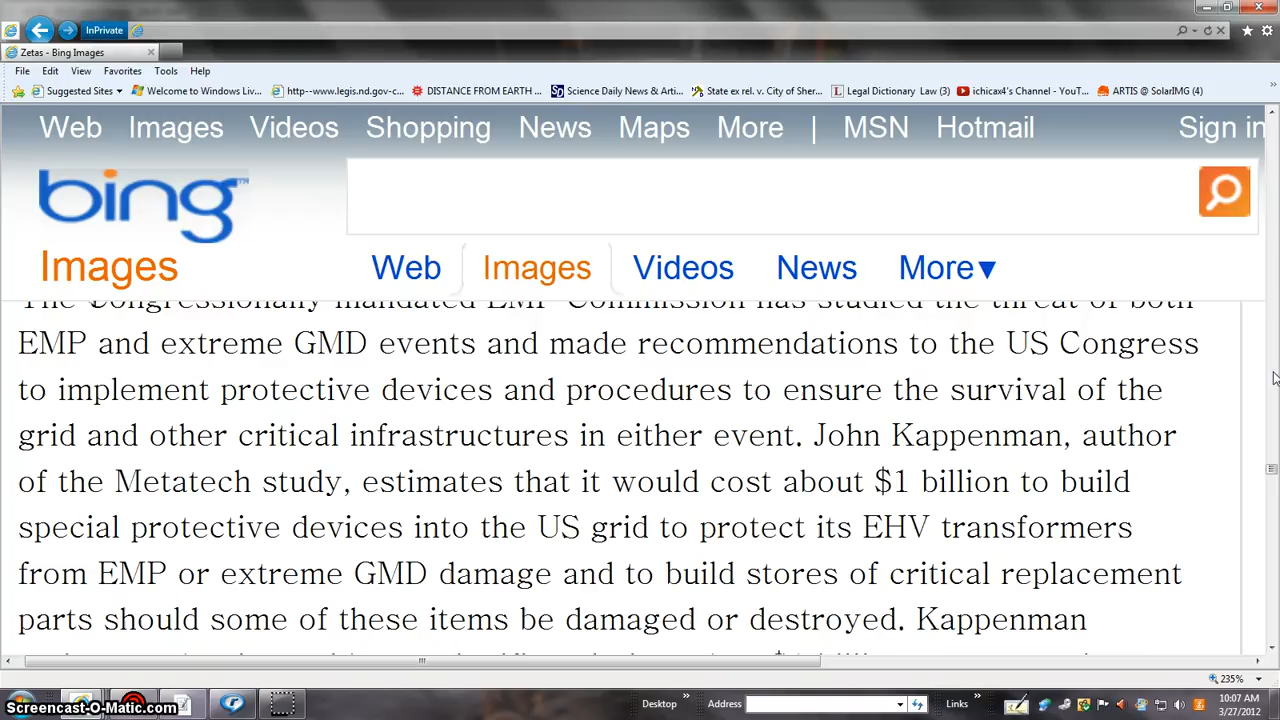 InPrivate
Zetas - Bing Images
File Edit View Favorites Tools Help
Suggested Sites Welcome to Windows Liv... http--www.legis.nd.gov-c... DISTANCE FROM EARTH ... Science Daily News & Arti... State ex rel. v. City of Sher... Legal Dictionary Law (3) ichicax4's Channel - YouT... ARTIS @ SolarIMG (4)
Web Images Videos Shopping News Maps More | MSN Hotmail Sign in
bing
Images Web Images Videos News More
The Congressionally mandated EMP Commission has studied the threat of both
EMP and extreme GMD events and made recommendations to the US Congress
to implement protective devices and procedures to ensure the survival of the
grid and other critical infrastructures in either event. John Kappenman, author
of the Metatech study, estimates that it would cost about $1 billion to build
special protective devices into the US grid to protect its EHV transformers
from EMP or extreme GMD damage and to build stores of critical replacement
parts should some of these items be damaged or destroyed. Kappenman
235%
Desktop Address Links 10:07 AM
3/27/2012
Screencast-O-Matic.com